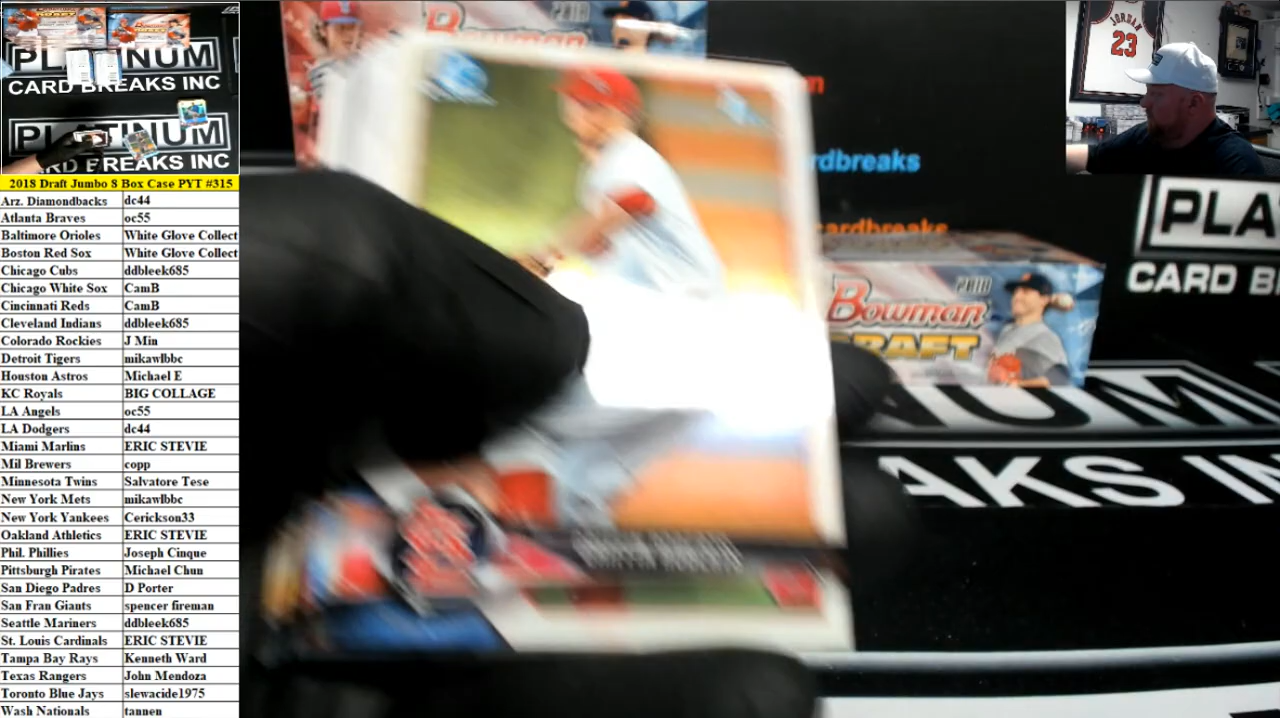 PLATINUM
CARD BREAKS INC
PLATINUM
CARD BREAKS INC
2018 Draft Jumbo 8 Box Case PYT #315
Arz. Diamondbacks dc44
Atlanta Braves oc55
Baltimore Orioles White Glove Collect
Boston Red Sox White Glove Collect
Chicago Cubs ddbleek685
Chicago White Sox CamB
Cincinnati Reds CamB
Cleveland Indians ddbleek685
Colorado Rockies J Min
Detroit Tigers mikawlbbc
Houston Astros Michael E
KC Royals BIG COLLAGE
LA Angels oc55
LA Dodgers dc44
Miami Marlins ERIC STEVIE
Mil Brewers copp
Minnesota Twins Salvatore Tese
New York Mets mikawlbbc
New York Yankees Cerickson33
Oakland Athletics ERIC STEVIE
Phil. Phillies Joseph Cinque
Pittsburgh Pirates Michael Chun
San Diego Padres D Porter
San Fran Giants spencer fireman
Seattle Mariners ddbleek685
St. Louis Cardinals ERIC STEVIE
Tampa Bay Rays Kenneth Ward
Texas Rangers John Mendoza
Toronto Blue Jays slewacide1975
Wash Nationals tannen
2018
Bowman
m
rdbreaks
cardbreaks
2018
Bowman
DRAFT
JORDAN
23
PLA
CARD B
NUM
AKS IN